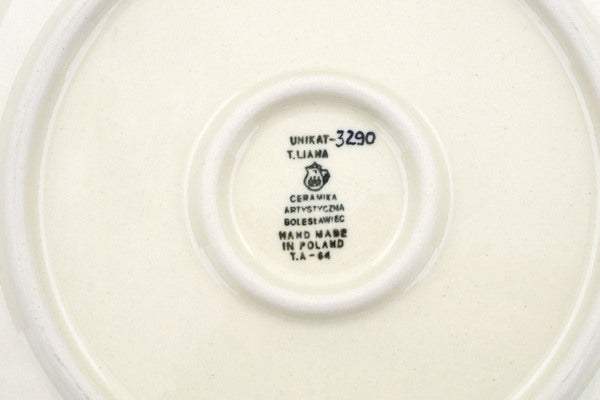 UNIKAT-3290
T.LIANA
CERAMIKA
ARTYSTYCZNA
BOLESŁAWIEC
HAND MADE
IN POLAND
T.A-64